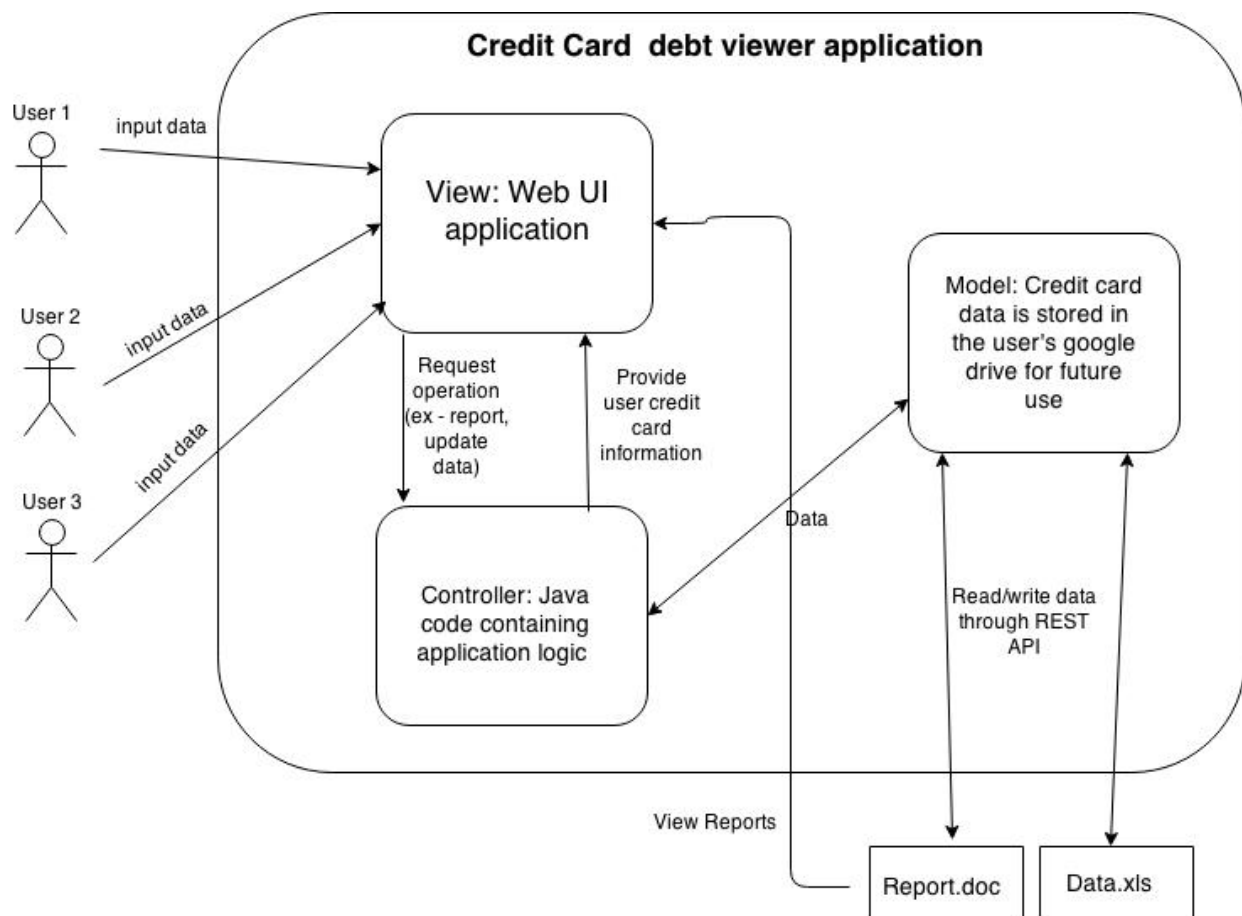 Credit Card debt viewer application
User 1
input data
View: Web UI
application
User 2
input data
Model: Credit card
data is stored in
the user's google
drive for future
use
Request
operation
(ex - report,
update
data)
Provide
user credit
card
information
input data
User 3
Data
Controller: Java
code containing
application logic
Read/write data
through REST
API
View Reports
Report.doc
Data.xls